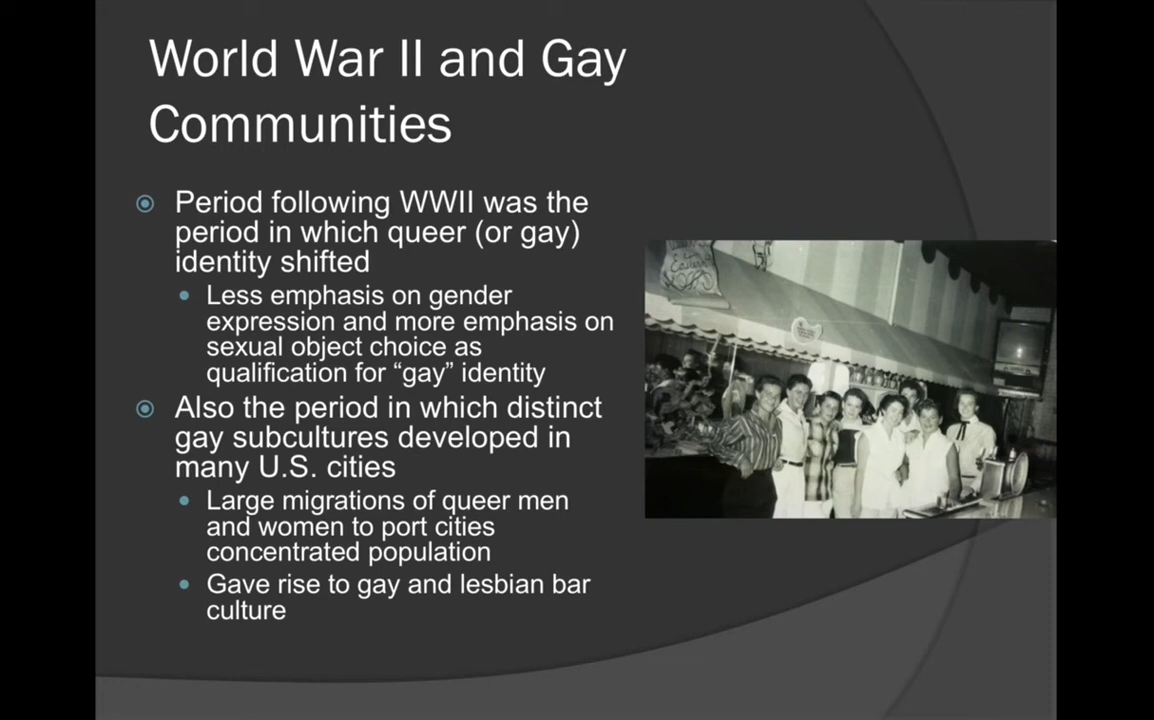 World War II and Gay
Communities
Period following WWII was the
period in which queer (or gay)
identity shifted
Less emphasis on gender
expression and more emphasis on
sexual object choice as
qualification for “gay” identity
Also the period in which distinct
gay subcultures developed in
many U.S. cities
Large migrations of queer men
and women to port cities
concentrated population
Gave rise to gay and lesbian bar
culture